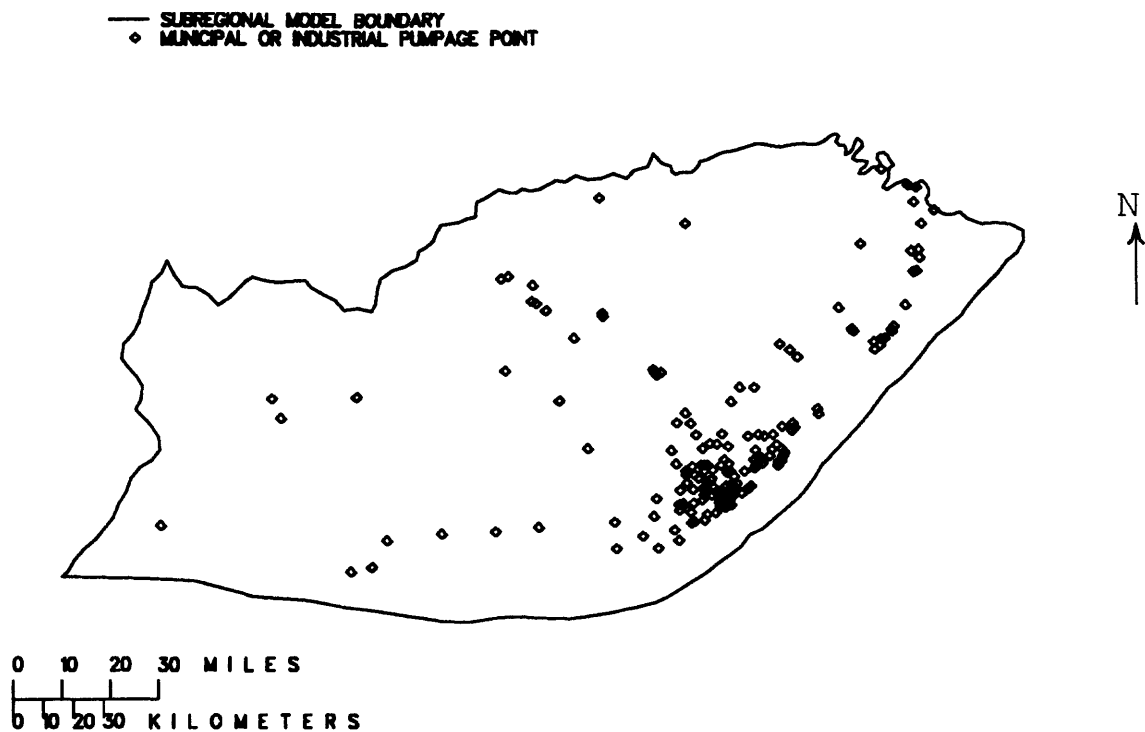 SUBREGIONAL MODEL BOUNDARY
MUNICIPAL OR INDUSTRIAL PUMPAGE POINT
N
0 10 20 30 MILES
0 10 20 30 KILOMETERS